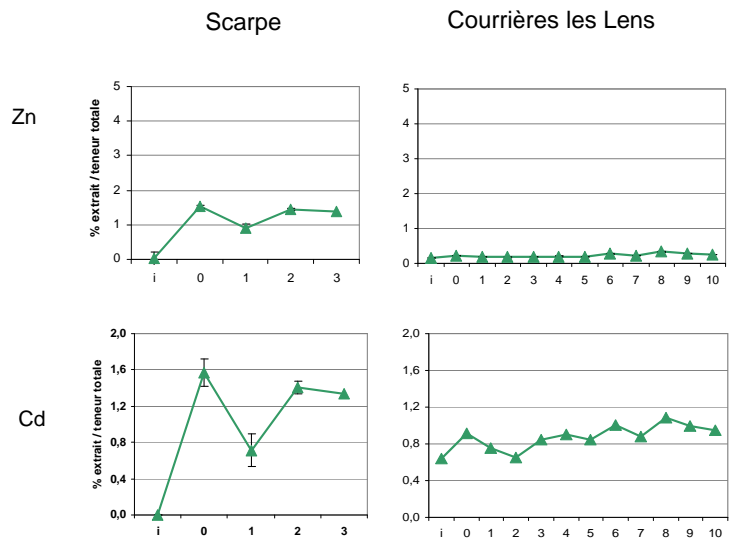 Scarpe
Courrières les Lens
Zn
% extrait / teneur totale
5
4
3
2
1
0
i 0 1 2 3
5
4
3
2
1
0
i 0 1 2 3 4 5 6 7 8 9 10
Cd
% extrait / teneur totale
2,0
1,6
1,2
0,8
0,4
0,0
i 0 1 2 3
2,0
1,6
1,2
0,8
0,4
0,0
i 0 1 2 3 4 5 6 7 8 9 10